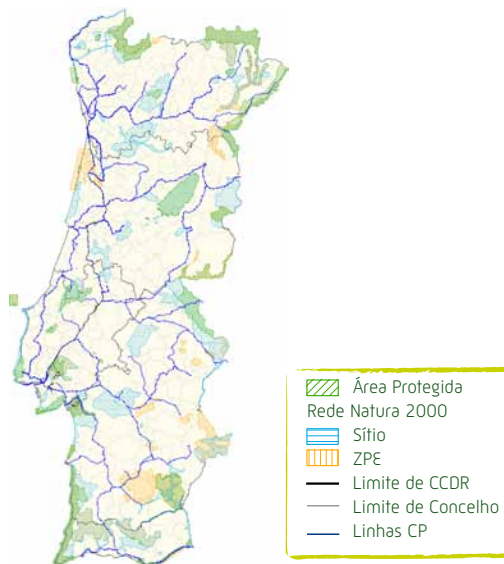 Área Protegida
Rede Natura 2000
Sítio
ZPE
Limite de CCDR
Limite de Concelho
Linhas CP